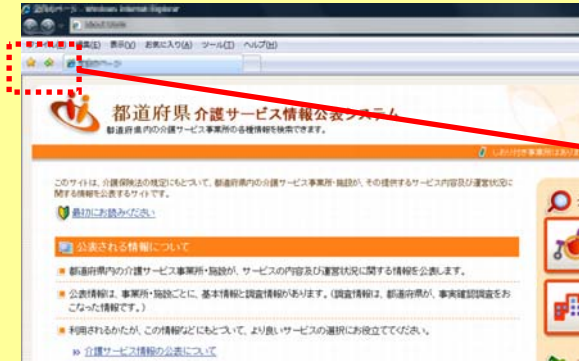 Windows Internet Explorer
表示(V) お気に入り(A) ツール(T) ヘルプ(H)
都道府県 介護サービス情報公表システム
都道府県内の介護サービス事業所の各種情報を検索できます。
このサイトは、介護保険法の規定にもとづいて、都道府県内の介護サービス事業所・施設が、その提供するサービス内容及び運営状況に
関する情報を公表するサイトです。
最初にお読みください
公表される情報について
都道府県内の介護サービス事業所・施設が、サービスの内容及び運営状況に関する情報を公表します。
公表情報は、事業所・施設ごとに、基本情報と調査情報があります。(調査情報は、都道府県が、事実確認調査をお
こなった情報です。)
利用されるかたが、この情報などにもとづいて、より良いサービスの選択にお役立てください。
介護サービス情報の公表について